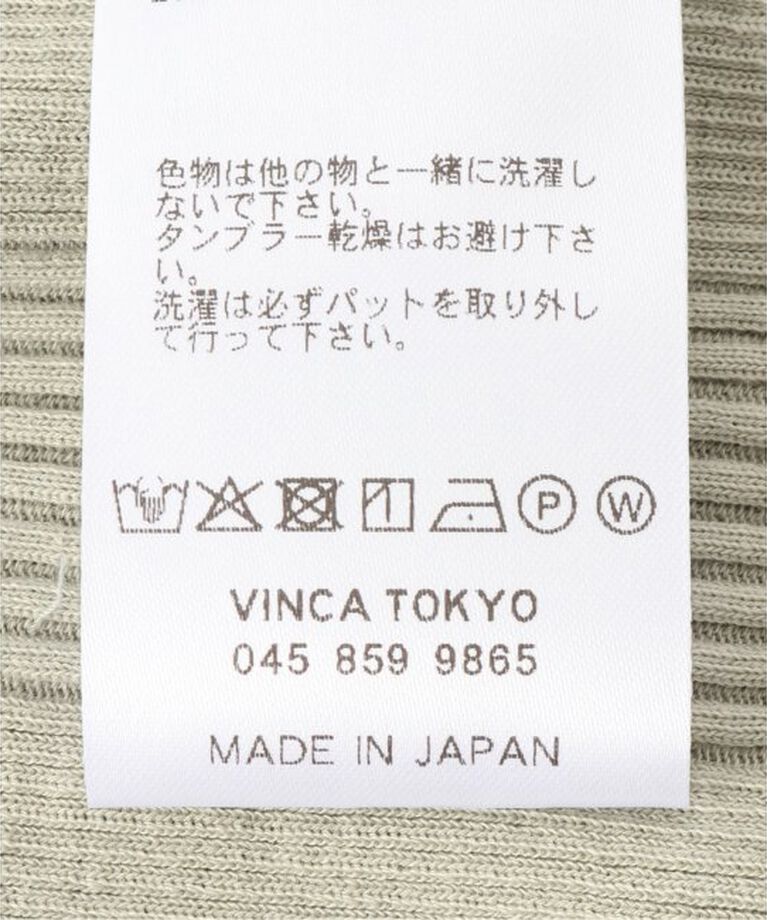 色物は他の物と一緒に洗濯し
ないで下さい。
タンブラー乾燥はお避け下さ
い。
洗濯は必ずパットを取り外し
て行って下さい。
P W
VINCA TOKYO
045 859 9865
MADE IN JAPAN